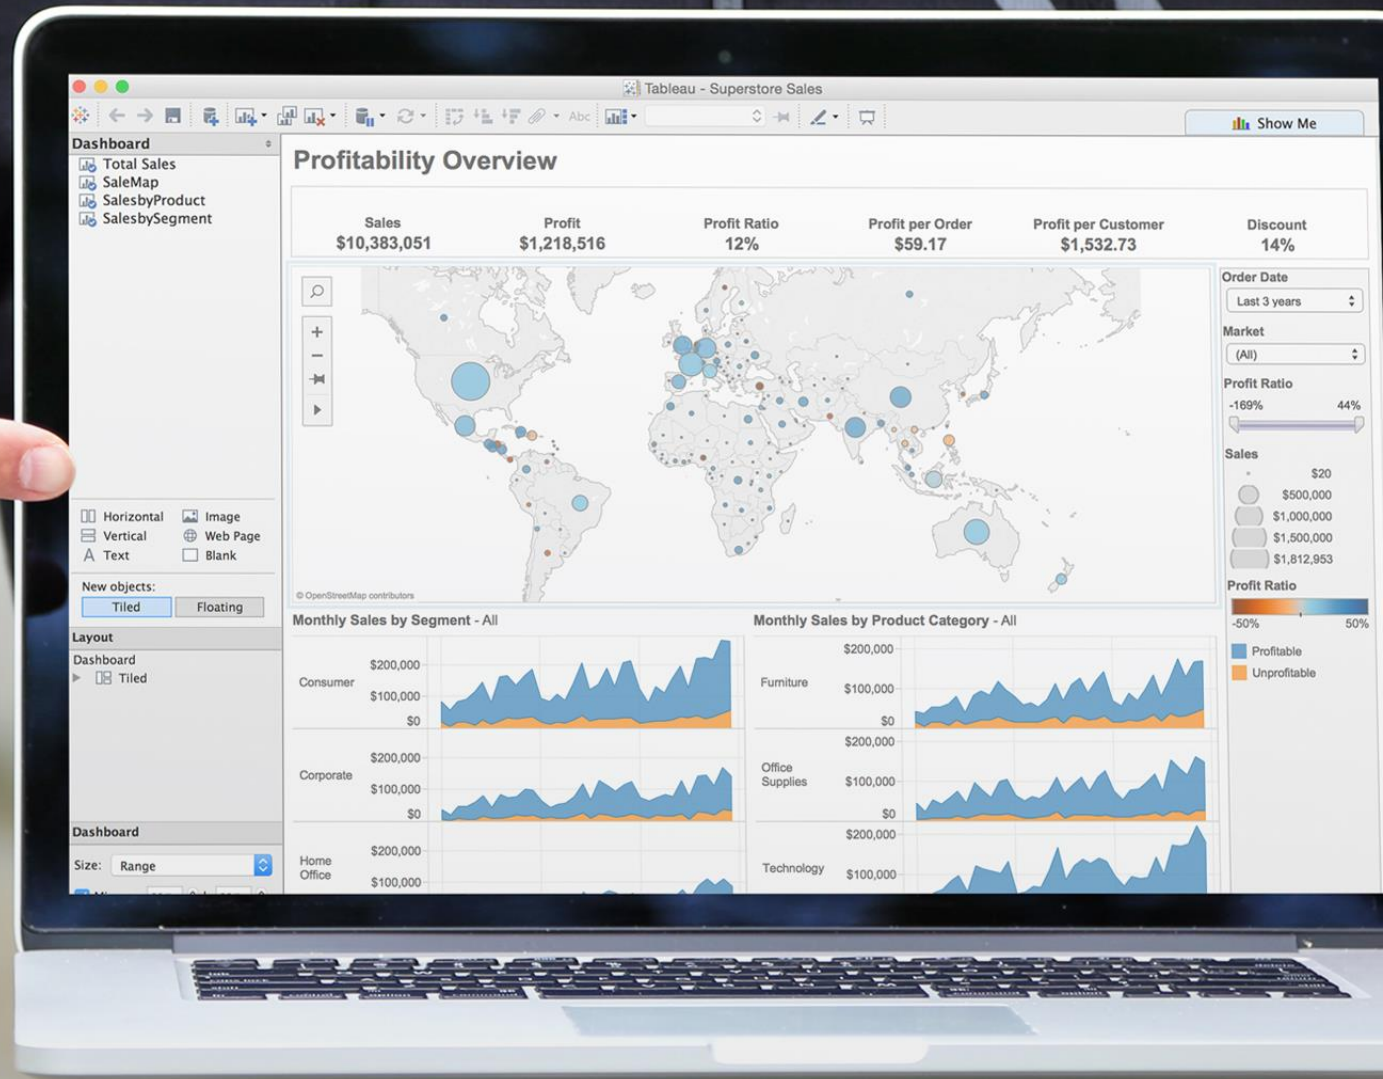 Tableau - Superstore Sales
Abc
Show Me
Dashboard
Total Sales
SaleMap
SalesbyProduct
SalesbySegment
Horizontal
Image
Vertical
Web Page
A Text
Blank
New objects:
Tiled
Floating
Layout
Dashboard
Tiled
Dashboard
Size: Range
Profitability Overview
Sales
$10,383,051
Profit
$1,218,516
Profit Ratio
12%
Profit per Order
$59.17
Profit per Customer
$1,532.73
Discount
14%
© OpenStreetMap contributors
Order Date
Last 3 years
Market
(All)
Profit Ratio
-169% 44%
Sales
$20
$500,000
$1,000,000
$1,500,000
$1,812,953
Profit Ratio
-50% 50%
Profitable
Unprofitable
Monthly Sales by Segment - All
Consumer
$200,000
$100,000
$0
Corporate
$200,000
$100,000
$0
Home
Office
$200,000
$100,000
Monthly Sales by Product Category - All
Furniture
$200,000
$100,000
$0
Office
Supplies
$200,000
$100,000
$0
Technology
$200,000
$100,000